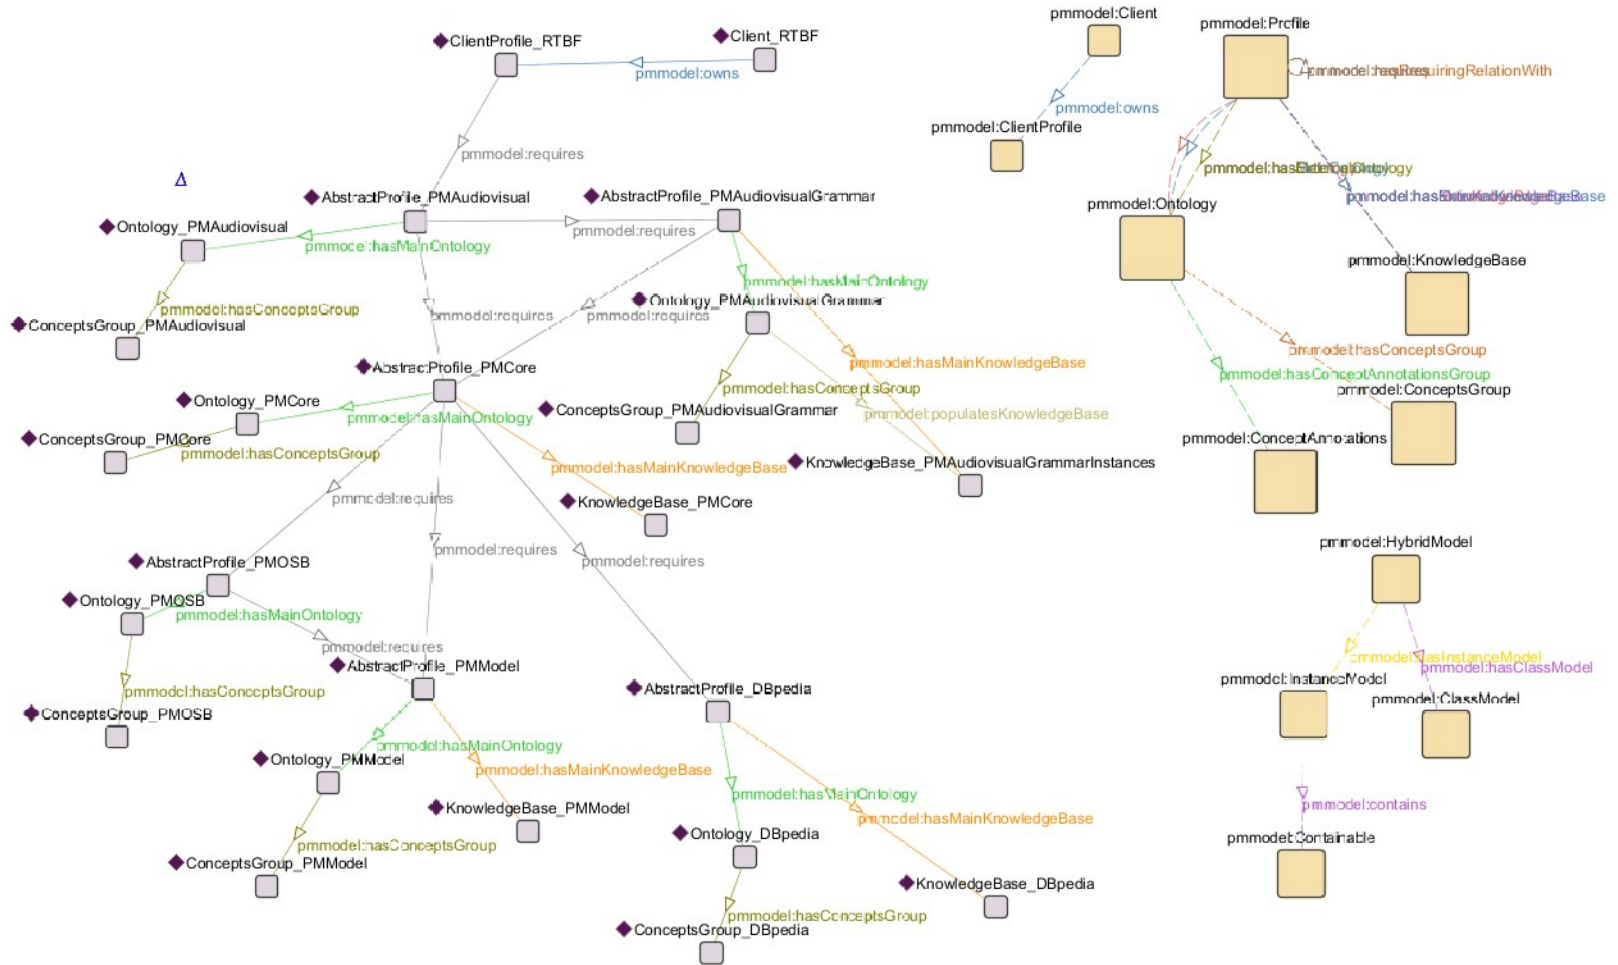 pmmodel:Client
pmmodel:Profile
ClientProfile_RTBF
Client_RTBF
pmmodel:owns
pmmodel:owns
pmmodel:ClientProfile
pmmodel:requires
AbstractProfile_PMAudiovisual
AbstractProfile_PMAudiovisualGrammar
pmmodel:Ontology
Ontology_PMAudiovisual
pmmodel:requires
pmmodel:hasMainOntology
pmmodel:KnowledgeBase
pmmodel:hasMainOntology
Ontology_PMAudiovisualGrammar
pmmodel:hasConceptsGroup
pmmodel:requires
pmmodel:requires
ConceptsGroup_PMAudiovisual
pmmodel:hasConceptsGroup
pmmodel:hasMainKnowledgeBase
AbstractProfile_PMCore
pmmodel:hasConceptAnnotationsGroup
pmmodel:hasConceptsGroup
pmmodel:ConceptsGroup
Ontology_PMCore
ConceptsGroup_PMAudiovisualGrammar
pmmodel:populatesKnowledgeBase
pmmodel:hasMainOntology
ConceptsGroup_PMCore
pmmodel:ConceptAnnotations
pmmodel:hasConceptsGroup
KnowledgeBase_PMAudiovisualGrammarInstances
pmmodel:hasMainKnowledgeBase
pmmodel:requires
KnowledgeBase_PMCore
pmmodel:HybridModel
pmmodel:requires
AbstractProfile_PMOSB
pmmodel:requires
Ontology_PMOSB
pmmodel:hasMainOntology
pmmodel:requires
pmmodel:hasInstanceModel
AbstractProfile_PMModel
pmmodel:hasClassModel
pmmodel:InstanceModel
AbstractProfile_DBpedia
pmmodel:hasConceptsGroup
pmmodel:ClassModel
ConceptsGroup_PMOSB
pmmodel:hasMainOntology
Ontology_PMModel
pmmodel:hasMainKnowledgeBase
pmmodel:hasMainOntology
pmmodel:contains
KnowledgeBase_PMModel
pmmodel:hasMainKnowledgeBase
Ontology_DBpedia
pmmodel:Containable
pmmodel:hasConceptsGroup
ConceptsGroup_PMModel
KnowledgeBase_DBpedia
pmmodel:hasConceptsGroup
ConceptsGroup_DBpedia